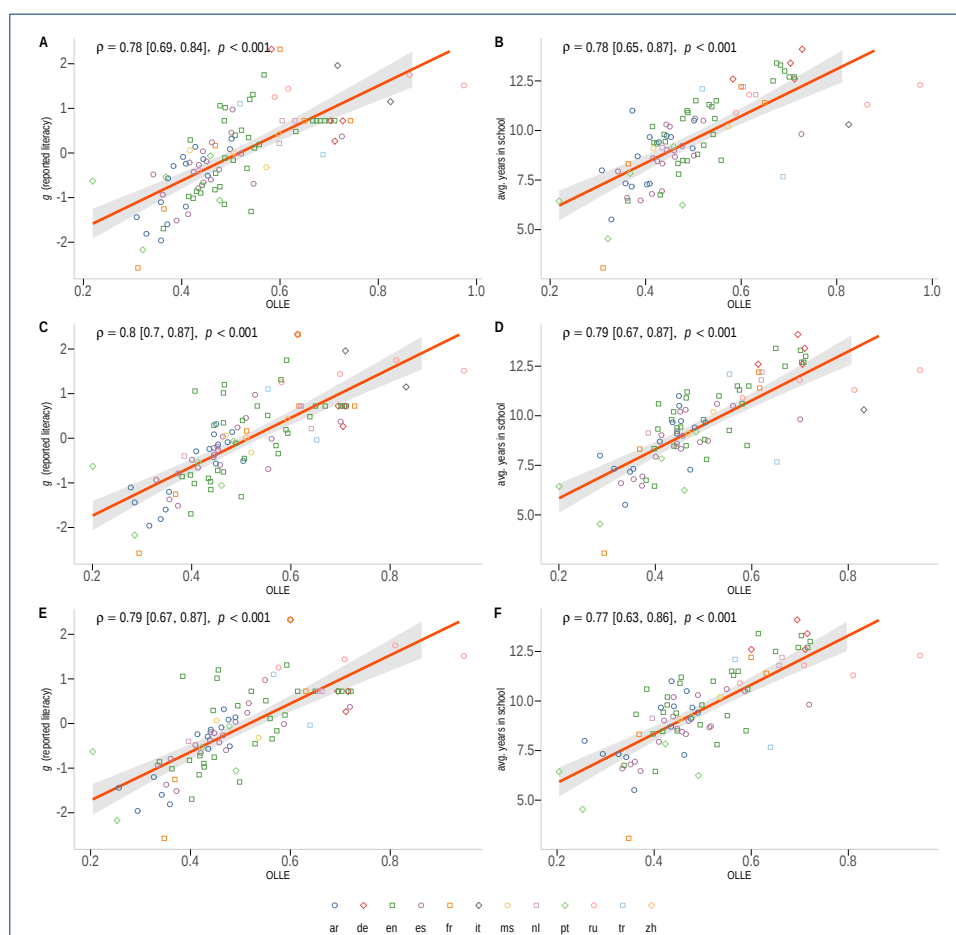 A
ρ = 0.78 [0.69, 0.84], p < 0.001
g (reported literacy)
2
1
0
-1
-2
0.2 0.4 0.6 0.8 1.0
OLLE
B
ρ = 0.78 [0.65, 0.87], p < 0.001
avg. years in school
12.5
10.0
7.5
5.0
0.2 0.4 0.6 0.8 1.0
OLLE
C
ρ = 0.8 [0.7, 0.87], p < 0.001
g (reported literacy)
2
1
0
-1
-2
0.2 0.4 0.6 0.8
OLLE
D
ρ = 0.79 [0.67, 0.87], p < 0.001
avg. years in school
12.5
10.0
7.5
5.0
0.2 0.4 0.6 0.8
OLLE
E
ρ = 0.79 [0.67, 0.87], p < 0.001
g (reported literacy)
2
1
0
-1
-2
0.2 0.4 0.6 0.8
OLLE
F
ρ = 0.77 [0.63, 0.86], p < 0.001
avg. years in school
12.5
10.0
7.5
5.0
0.2 0.4 0.6 0.8
OLLE
ar de en es fr it ms nl pt ru tr zh